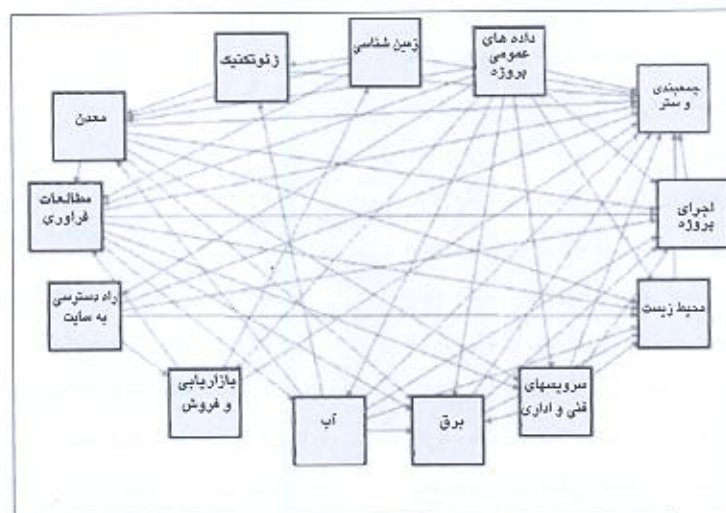 داده های
عمومی
پروژه
زمین شناسی
ژئوتکنیک
جمعبندی
و ستر
معدن
اجرای
پروژه
مطالعات
فراوری
محیط زیست
راه دسترسی
به سایت
سرویسهای
فنی و اداری
بازاریابی
و فروش
برق
آب